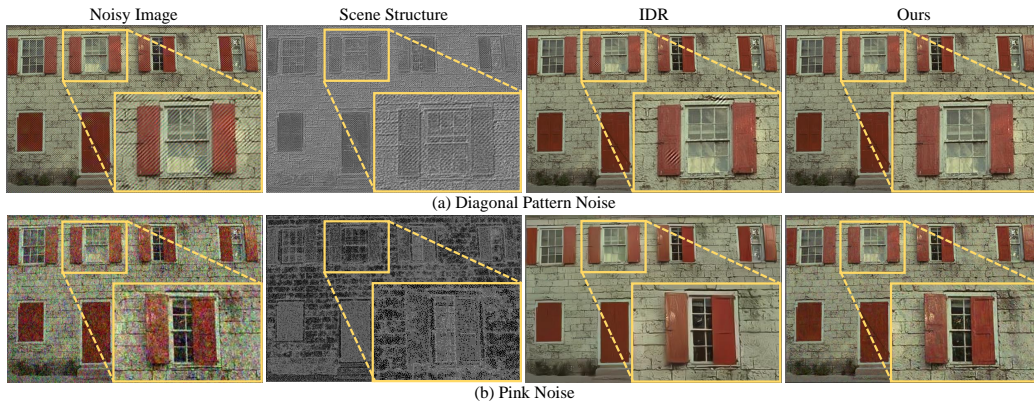 Noisy Image Scene Structure IDR Ours
(a) Diagonal Pattern Noise
(b) Pink Noise